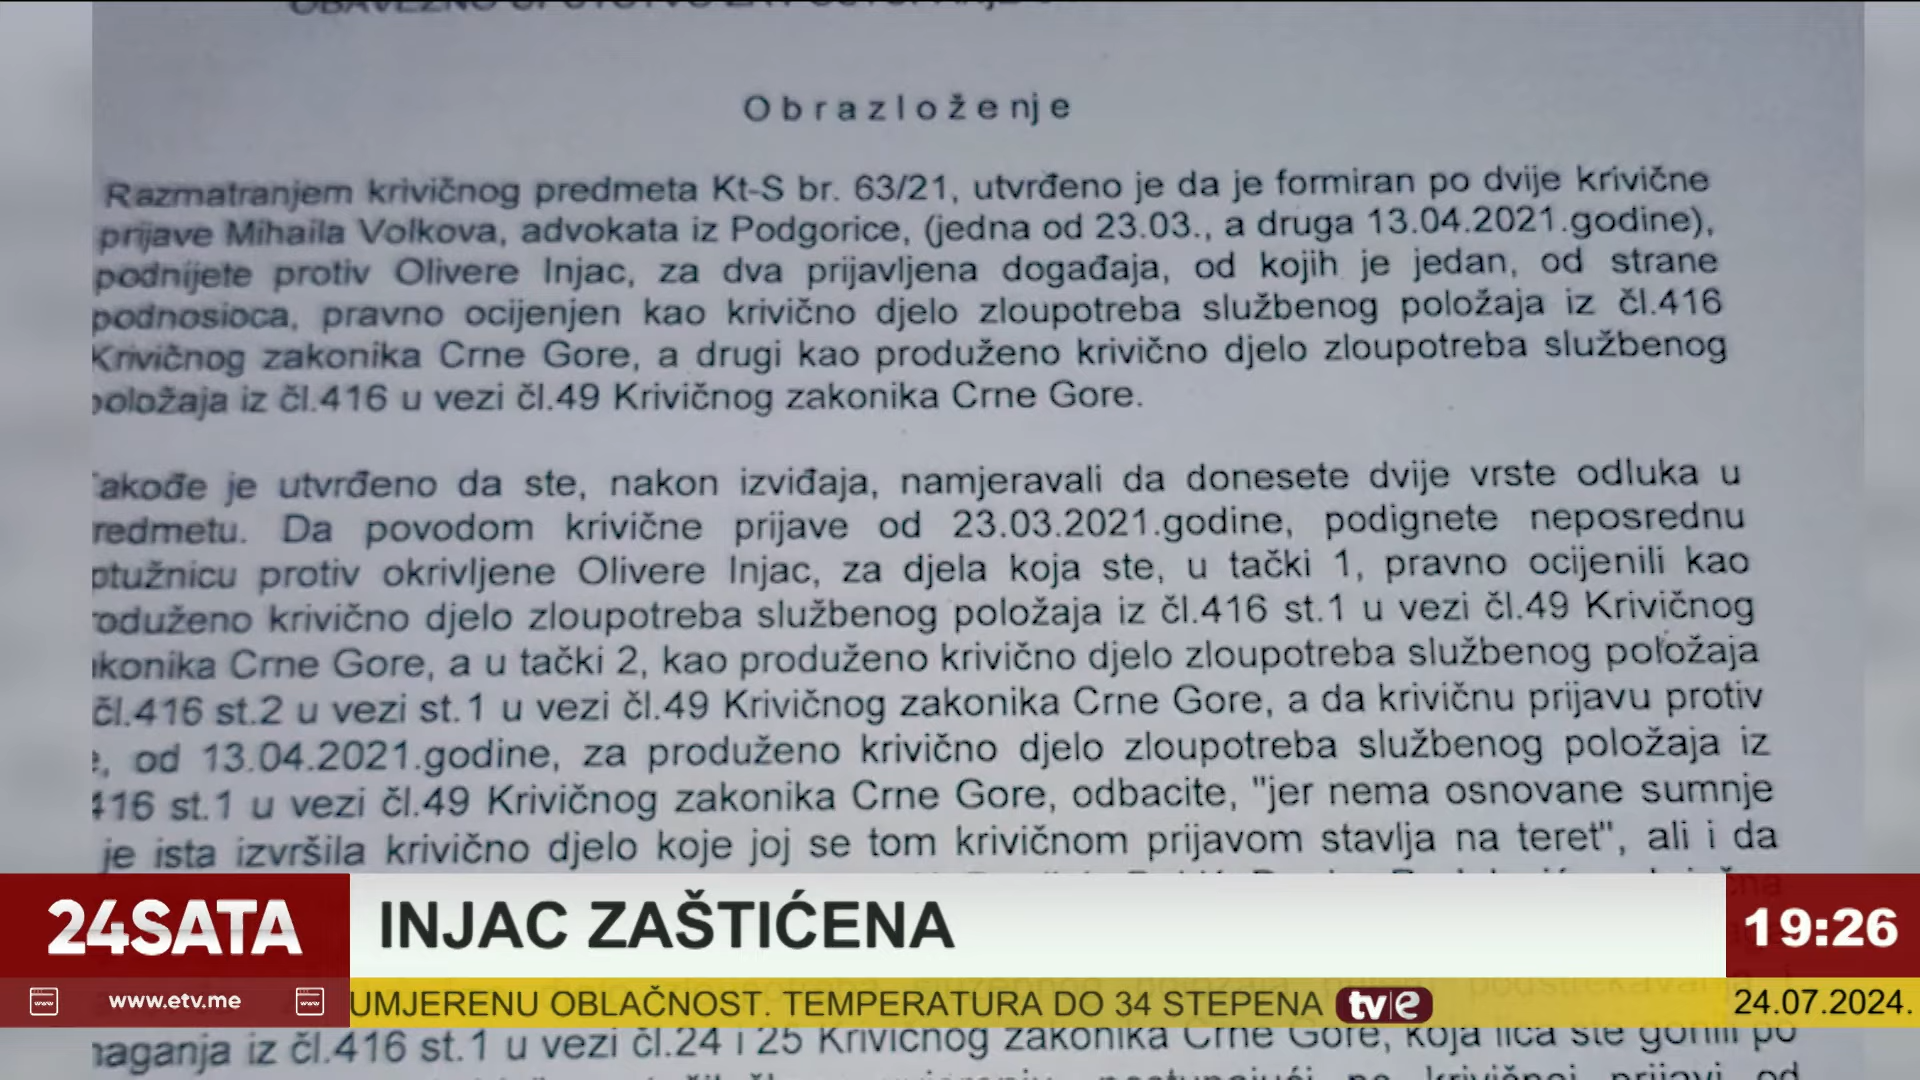 O b r a z l o ž e nj e
Razmatranjem krivičnog predmeta Kt-S br. 63/21, utvrđeno je da je formiran po dvije krivične
prijave Mihaila Volkova, advokata iz Podgorice, (jedna od 23.03., a druga 13.04.2021.godine),
podnijete protiv Olivere Injac, za dva prijavljena događaja, od kojih je jedan, od strane
podnosioca, pravno ocijenjen kao krivično djelo zloupotreba službenog položaja iz čl.416
Krivičnog zakonika Crne Gore, a drugi kao produženo krivično djelo zloupotreba službenog
oložaja iz čl.416 u vezi čl.49 Krivičnog zakonika Crne Gore.
akođe je utvrđeno da ste, nakon izviđaja, namjeravali da donesete dvije vrste odluka u
redmetu. Da povodom krivične prijave od 23.03.2021.godine, podignete neposrednu
ptužnicu protiv okrivljene Olivere Injac, za djela koja ste, u tački 1, pravno ocijenili kao
roduženo krivično djelo zloupotreba službenog položaja iz čl.416 st.1 u vezi čl.49 Krivičnog
konika Crne Gore, a u tački 2, kao produženo krivično djelo zloupotreba službenog položaja
čl.416 st.2 u vezi st.1 u vezi čl.49 Krivičnog zakonika Crne Gore, a da krivičnu prijavu protiv
e, od 13.04.2021.godine, za produženo krivično djelo zloupotreba službenog položaja iz
416 st.1 u vezi čl.49 Krivičnog zakonika Crne Gore, odbacite, "jer nema osnovane sumnje
je ista izvršila krivično djelo koje joj se tom krivičnom prijavom stavlja na teret", ali i da
24SATA
INJAC ZAŠTIĆENA
19:26
www.etv.me
UMJERENU OBLAČNOST. TEMPERATURA DO 34 STEPENA tv e
24.07.2024.
aganja iz čl.416 st.1 u vezi čl.24 i 25 Krivičnog zakonika Crne Gore, koja lica ste gonili po